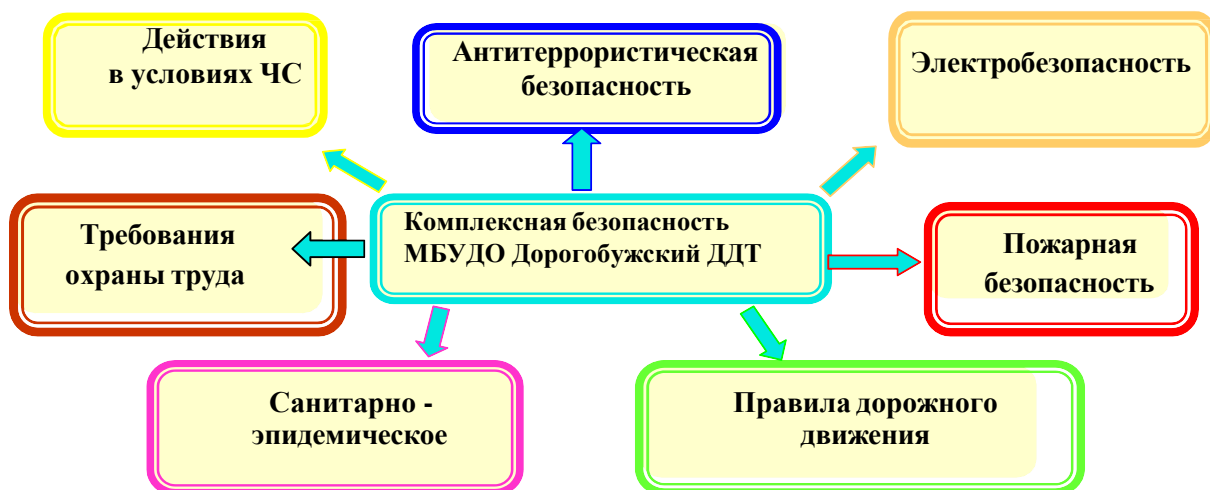 Действия
в условиях ЧС
Антитеррористическая
безопасность
Электробезопасность
Требования
охраны труда
Комплексная безопасность
МБУДО Дорогобужский ДДТ
Пожарная
безопасность
Санитарно -
эпидемическое
Правила дорожного
движения